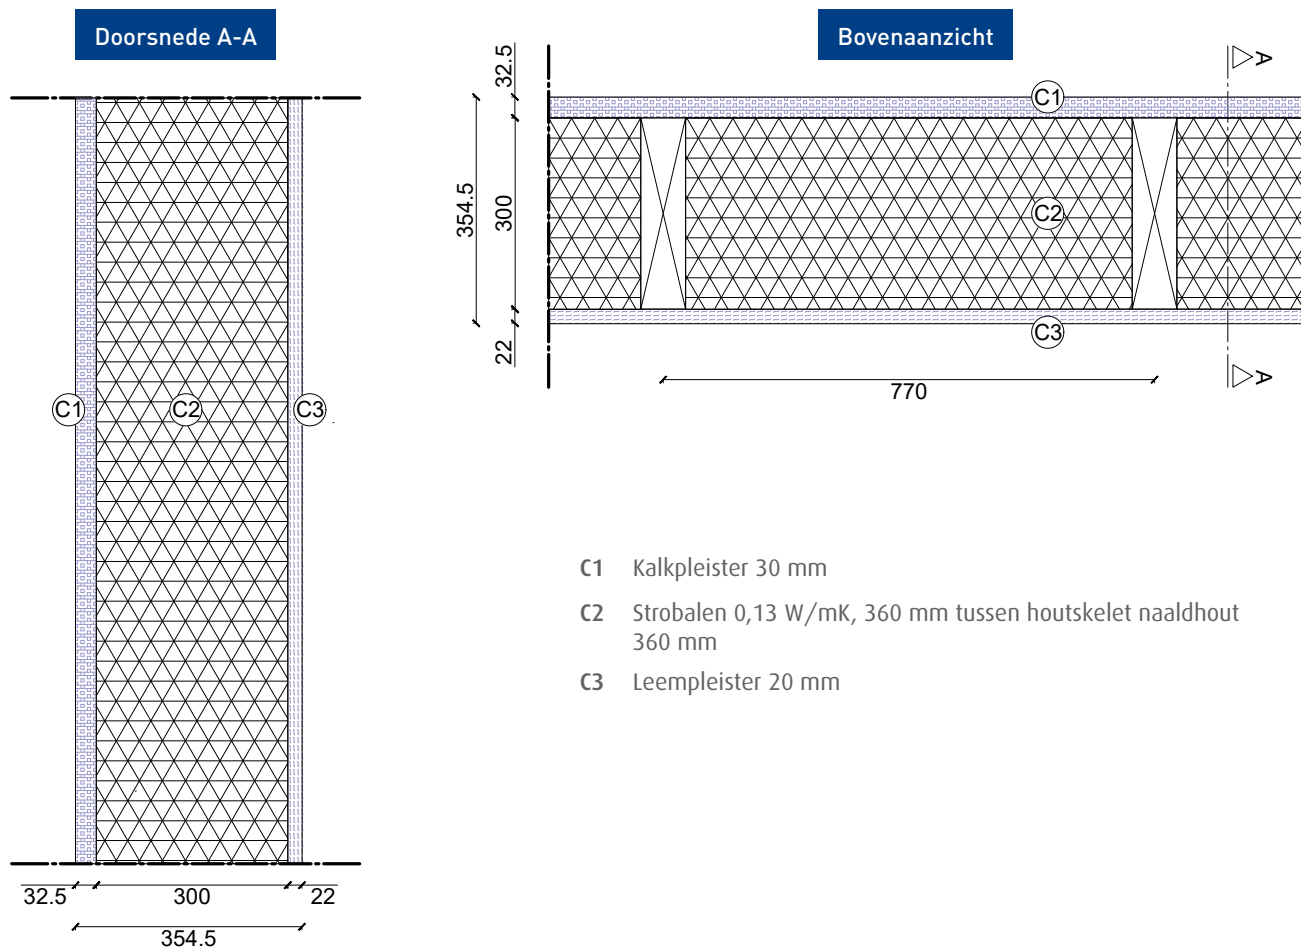 Doorsnede A-A
Bovenaanzicht
C1
C2
C3
32.5
300
22
354.5
32.5
300
354.5
22
C1
C2
C3
770
A
A
C1 Kalkpleister 30 mm
C2 Strobalen 0,13 W/mK, 360 mm tussen houtskelet naaldhout
360 mm
C3 Leempleister 20 mm